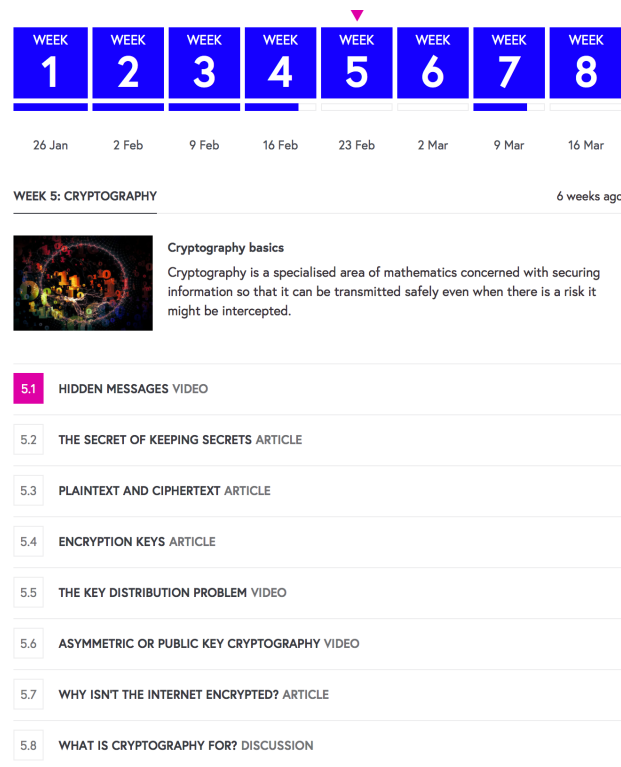 WEEK WEEK WEEK WEEK WEEK WEEK WEEK WEEK
1 2 3 4 5 6 7 8
26 Jan 2 Feb 9 Feb 16 Feb 23 Feb 2 Mar 9 Mar 16 Mar
WEEK 5: CRYPTOGRAPHY 6 weeks ago
Cryptography basics
Cryptography is a specialised area of mathematics concerned with securing
information so that it can be transmitted safely even when there is a risk it
might be intercepted.
5.1 HIDDEN MESSAGES VIDEO
5.2 THE SECRET OF KEEPING SECRETS ARTICLE
5.3 PLAINTEXT AND CIPHERTEXT ARTICLE
5.4 ENCRYPTION KEYS ARTICLE
5.5 THE KEY DISTRIBUTION PROBLEM VIDEO
5.6 ASYMMETRIC OR PUBLIC KEY CRYPTOGRAPHY VIDEO
5.7 WHY ISN'T THE INTERNET ENCRYPTED? ARTICLE
5.8 WHAT IS CRYPTOGRAPHY FOR? DISCUSSION